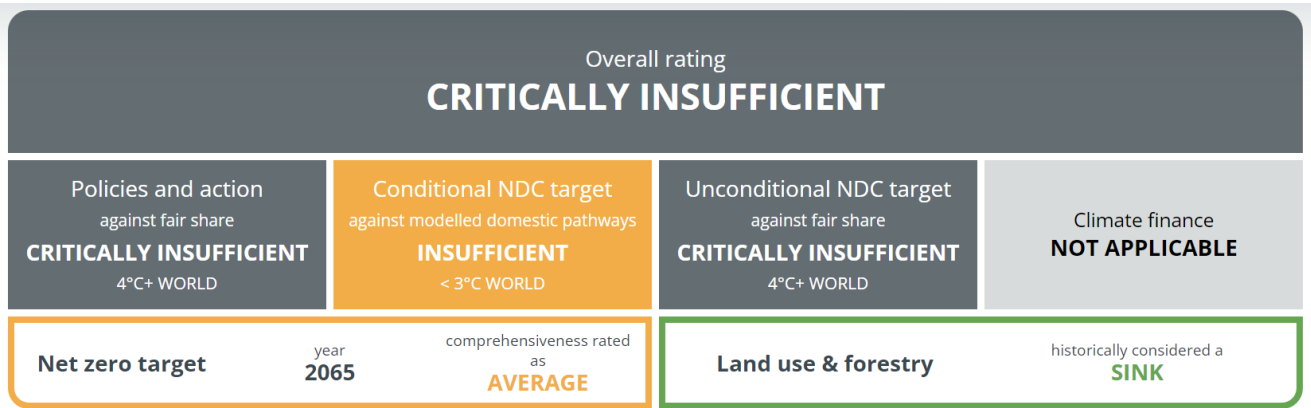 Overall rating
CRITICALLY INSUFFICIENT
Policies and action
against fair share
CRITICALLY INSUFFICIENT
4°C+ WORLD
Conditional NDC target
against modelled domestic pathways
INSUFFICIENT
< 3°C WORLD
Unconditional NDC target
against fair share
CRITICALLY INSUFFICIENT
4°C+ WORLD
Climate finance
NOT APPLICABLE
Net zero target
year
2065
comprehensiveness rated
as
AVERAGE
Land use & forestry
historically considered a
SINK